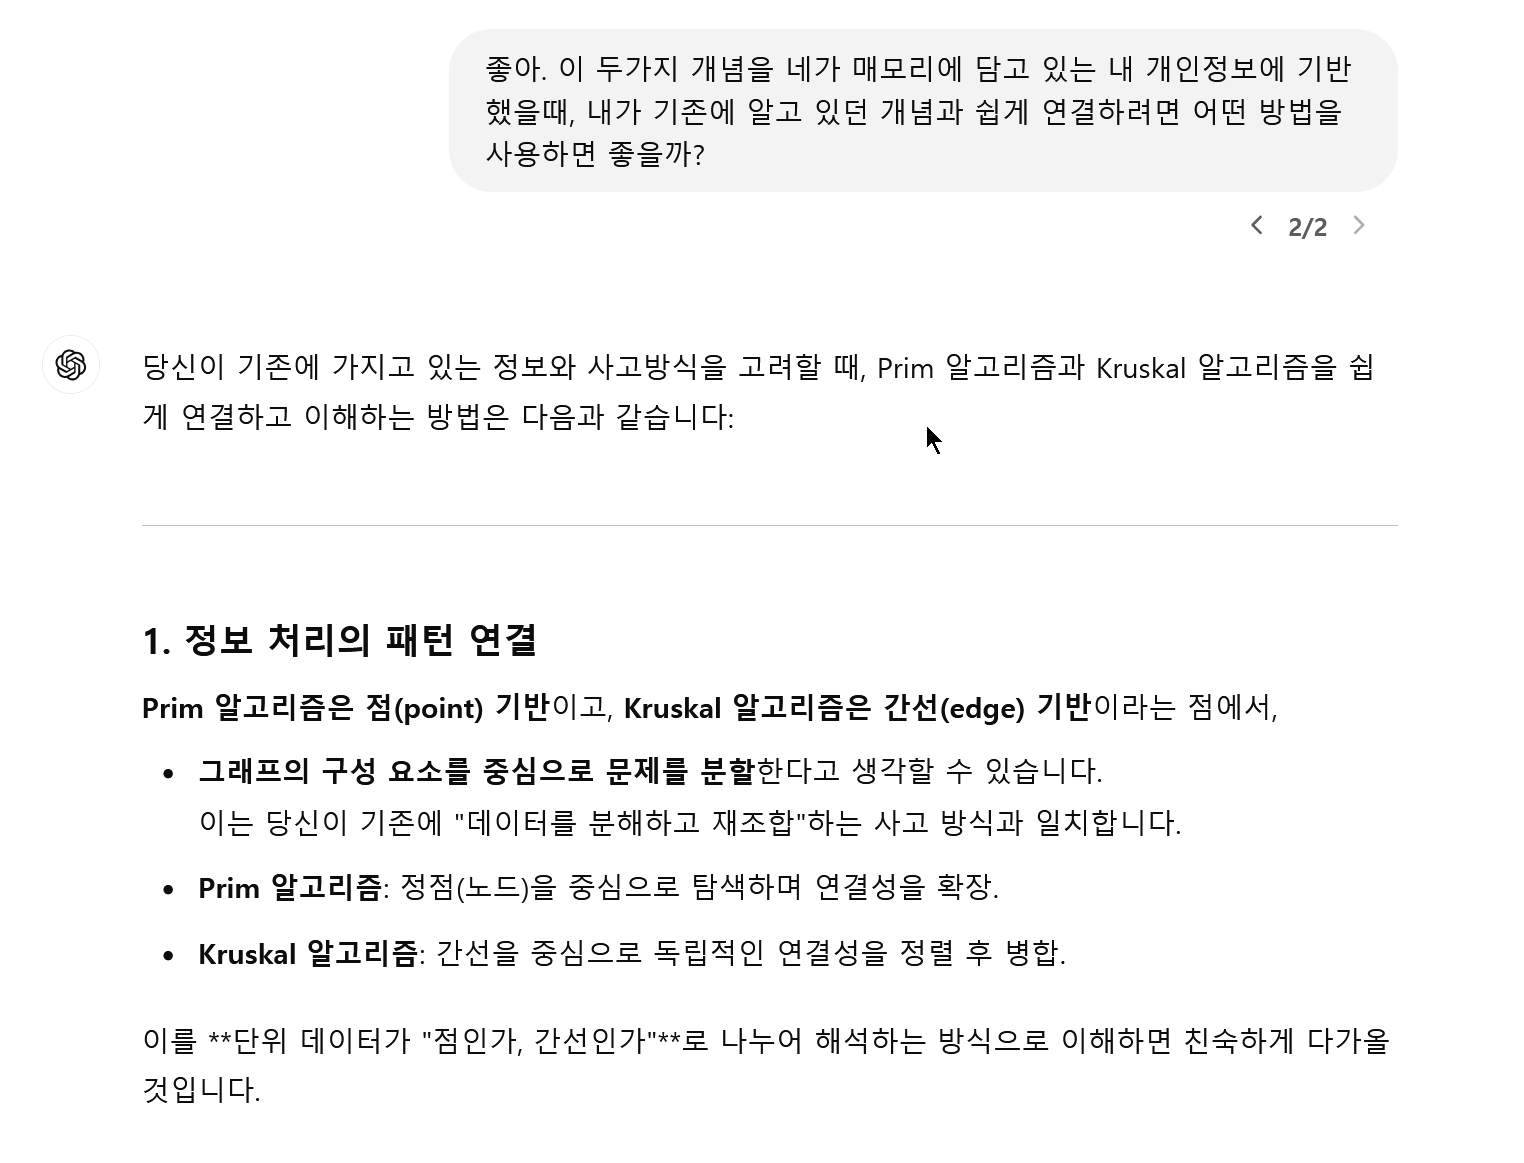 좋아. 이 두가지 개념을 네가 매모리에 담고 있는 내 개인정보에 기반
했을때, 내가 기존에 알고 있던 개념과 쉽게 연결하려면 어떤 방법을
사용하면 좋을까?
2/2
당신이 기존에 가지고 있는 정보와 사고방식을 고려할 때, Prim 알고리즘과 Kruskal 알고리즘을 쉽
게 연결하고 이해하는 방법은 다음과 같습니다:
1. 정보 처리의 패턴 연결
Prim 알고리즘은 점(point) 기반이고, Kruskal 알고리즘은 간선(edge) 기반이라는 점에서,
• 그래프의 구성 요소를 중심으로 문제를 분할한다고 생각할 수 있습니다.
이는 당신이 기존에 "데이터를 분해하고 재조합"하는 사고 방식과 일치합니다.
• Prim 알고리즘: 정점(노드)을 중심으로 탐색하며 연결성을 확장.
• Kruskal 알고리즘: 간선을 중심으로 독립적인 연결성을 정렬 후 병합.
이를 **단위 데이터가 "점인가, 간선인가"**로 나누어 해석하는 방식으로 이해하면 친숙하게 다가올
것입니다.